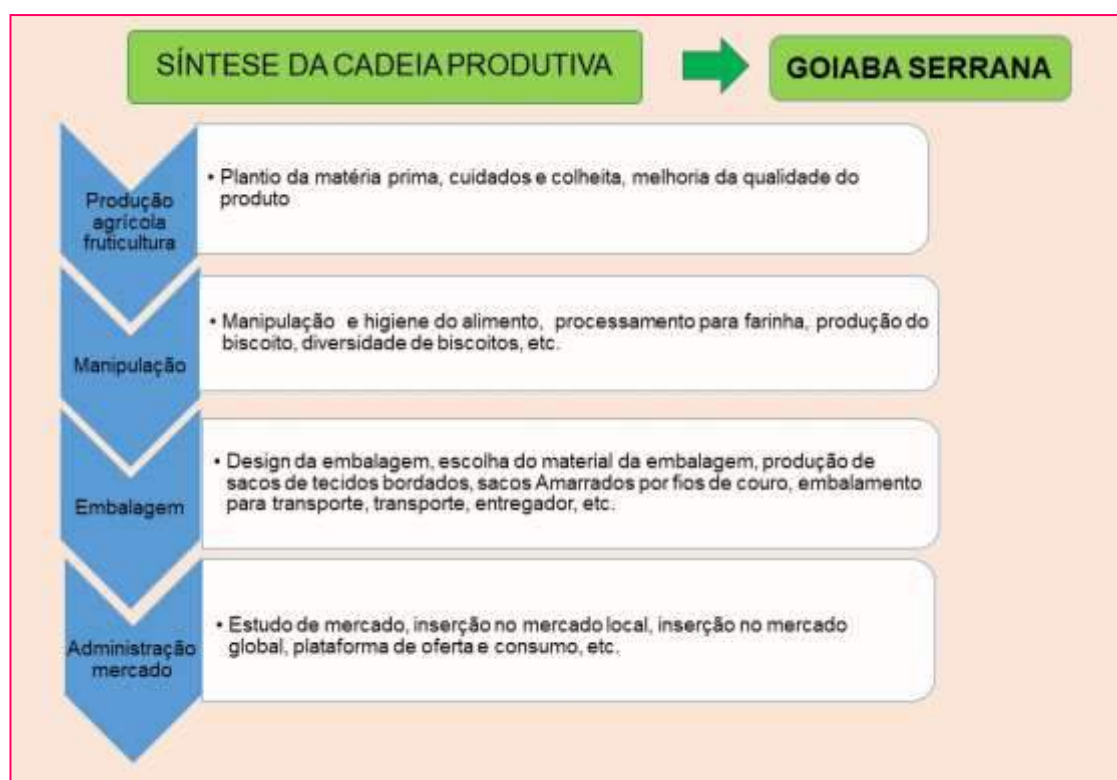 SÍNTESE DA CADEIA PRODUTIVA
GOIABA SERRANA
Produção
agrícola
fruticultura
• Plantio da matéria prima, cuidados e colheita, melhoria da qualidade do
produto
Manipulação
• Manipulação e higiene do alimento, processamento para farinha, produção do
biscoito, diversidade de biscoitos, etc.
Embalagem
• Design da embalagem, escolha do material da embalagem, produção de
sacos de tecidos bordados, sacos Amarrados por fios de couro, embalamento
para transporte, transporte, entregador, etc.
Administração
mercado
• Estudo de mercado, inserção no mercado local, inserção no mercado
global, plataforma de oferta e consumo, etc.